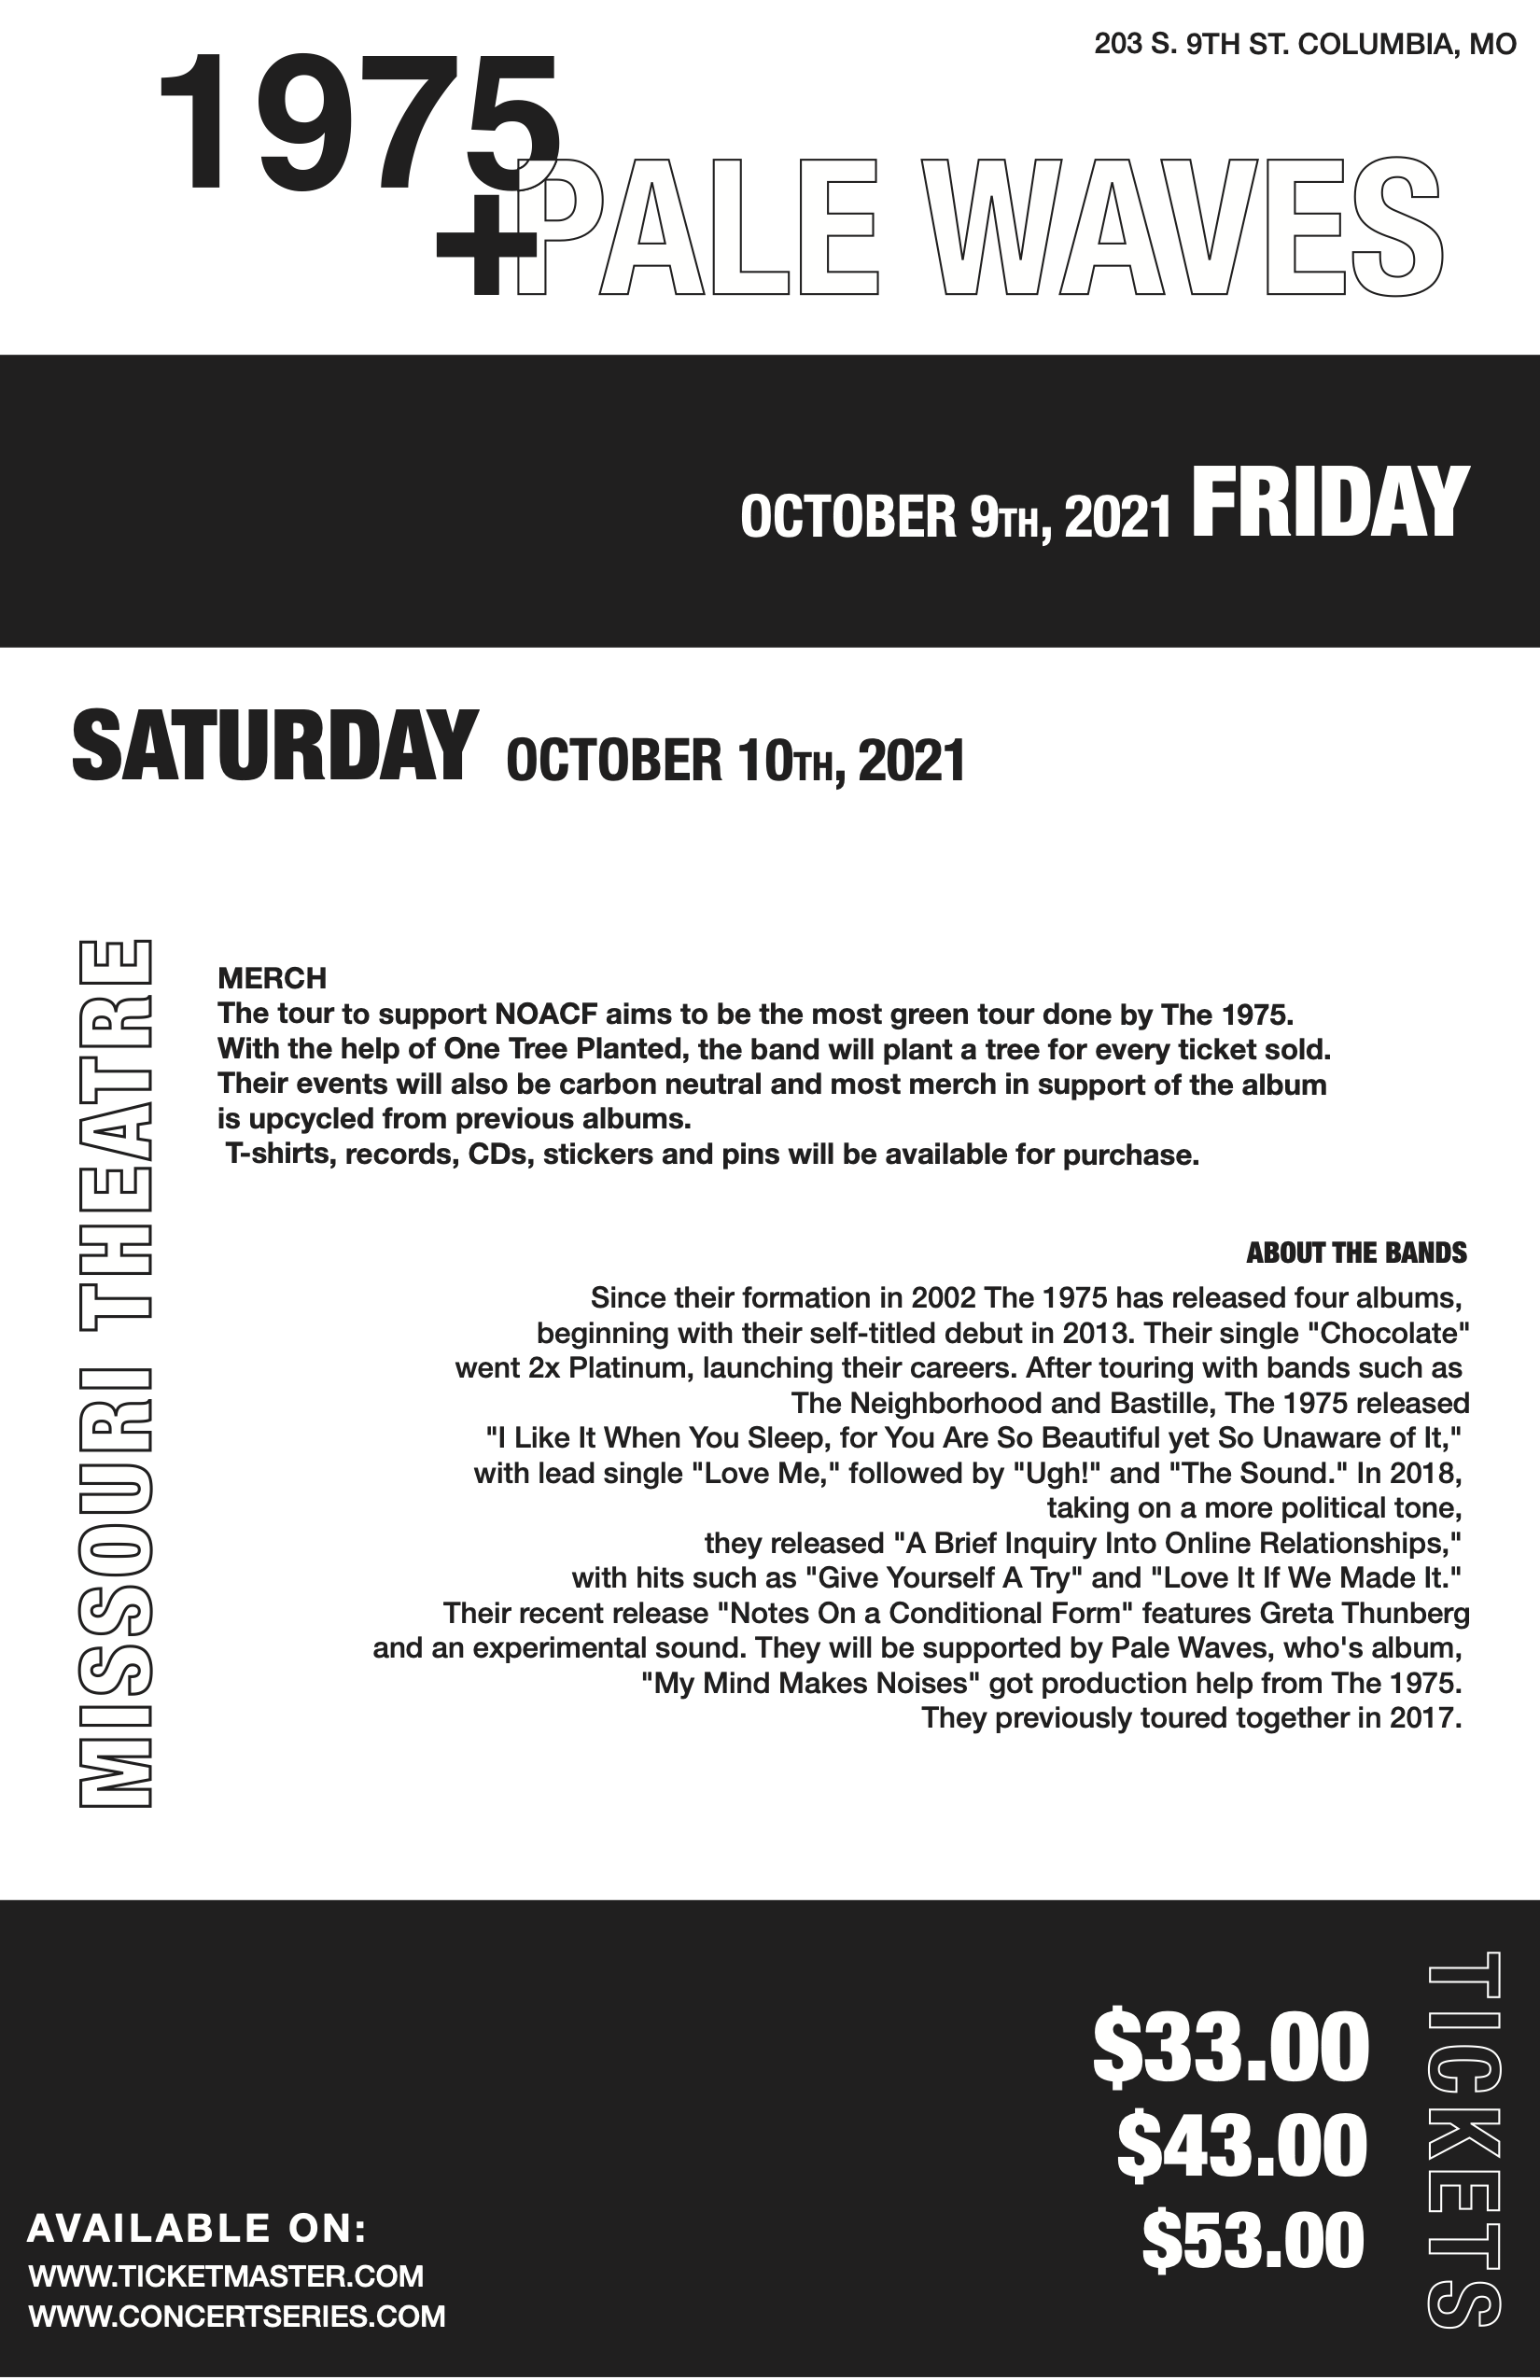 203 S. 9TH ST. COLUMBIA, MO
1975
+PALE WAVES
OCTOBER 9TH, 2021 FRIDAY
SATURDAY OCTOBER 10TH, 2021
MISSOURI THEATRE
MERCH
The tour to support NOACF aims to be the most green tour done by The 1975.
With the help of One Tree Planted, the band will plant a tree for every ticket sold.
Their events will also be carbon neutral and most merch in support of the album
is upcycled from previous albums.
T-shirts, records, CDs, stickers and pins will be available for purchase.
ABOUT THE BANDS
Since their formation in 2002 The 1975 has released four albums,
beginning with their self-titled debut in 2013. Their single "Chocolate"
went 2x Platinum, launching their careers. After touring with bands such as
The Neighborhood and Bastille, The 1975 released
"I Like It When You Sleep, for You Are So Beautiful yet So Unaware of It,"
with lead single "Love Me," followed by "Ugh!" and "The Sound." In 2018,
taking on a more political tone,
they released "A Brief Inquiry Into Online Relationships,"
with hits such as "Give Yourself A Try" and "Love It If We Made It."
Their recent release "Notes On a Conditional Form" features Greta Thunberg
and an experimental sound. They will be supported by Pale Waves, who's album,
"My Mind Makes Noises" got production help from The 1975.
They previously toured together in 2017.
TICKETS
$33.00
$43.00
$53.00
AVAILABLE ON:
WWW.TICKETMASTER.COM
WWW.CONCERTSERIES.COM